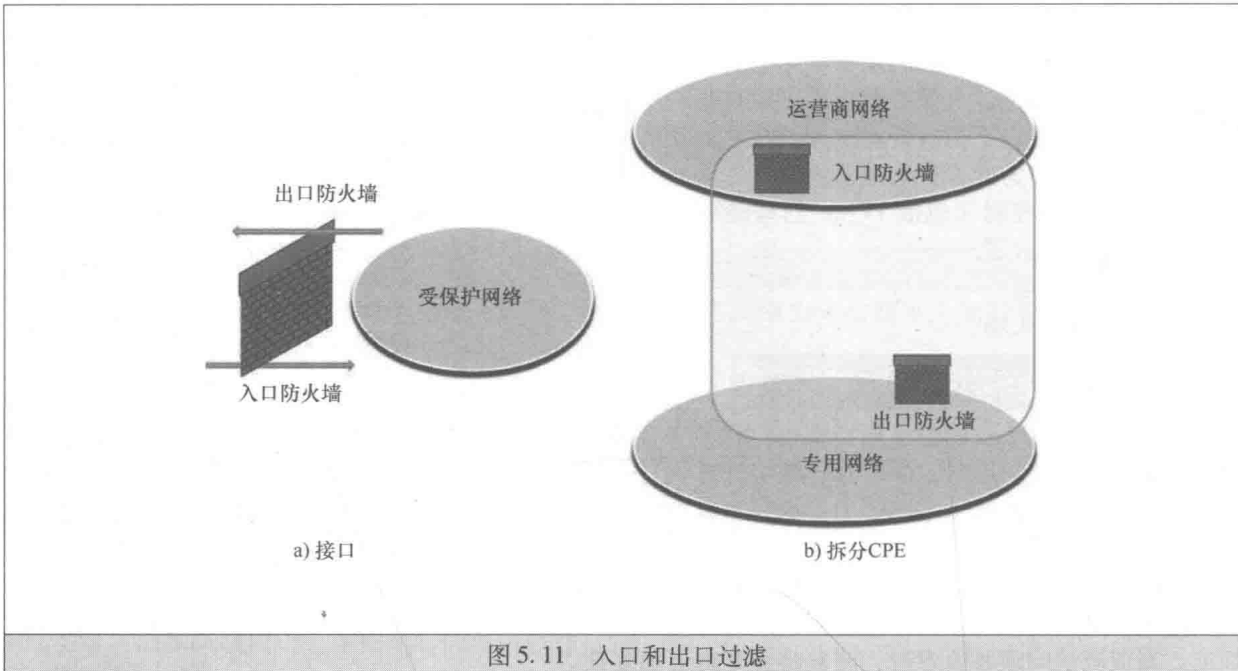 出口防火墙
受保护网络
入口防火墙
a) 接口
运营商网络
入口防火墙
出口防火墙
专用网络
b) 拆分CPE
图 5.11 入口和出口过滤